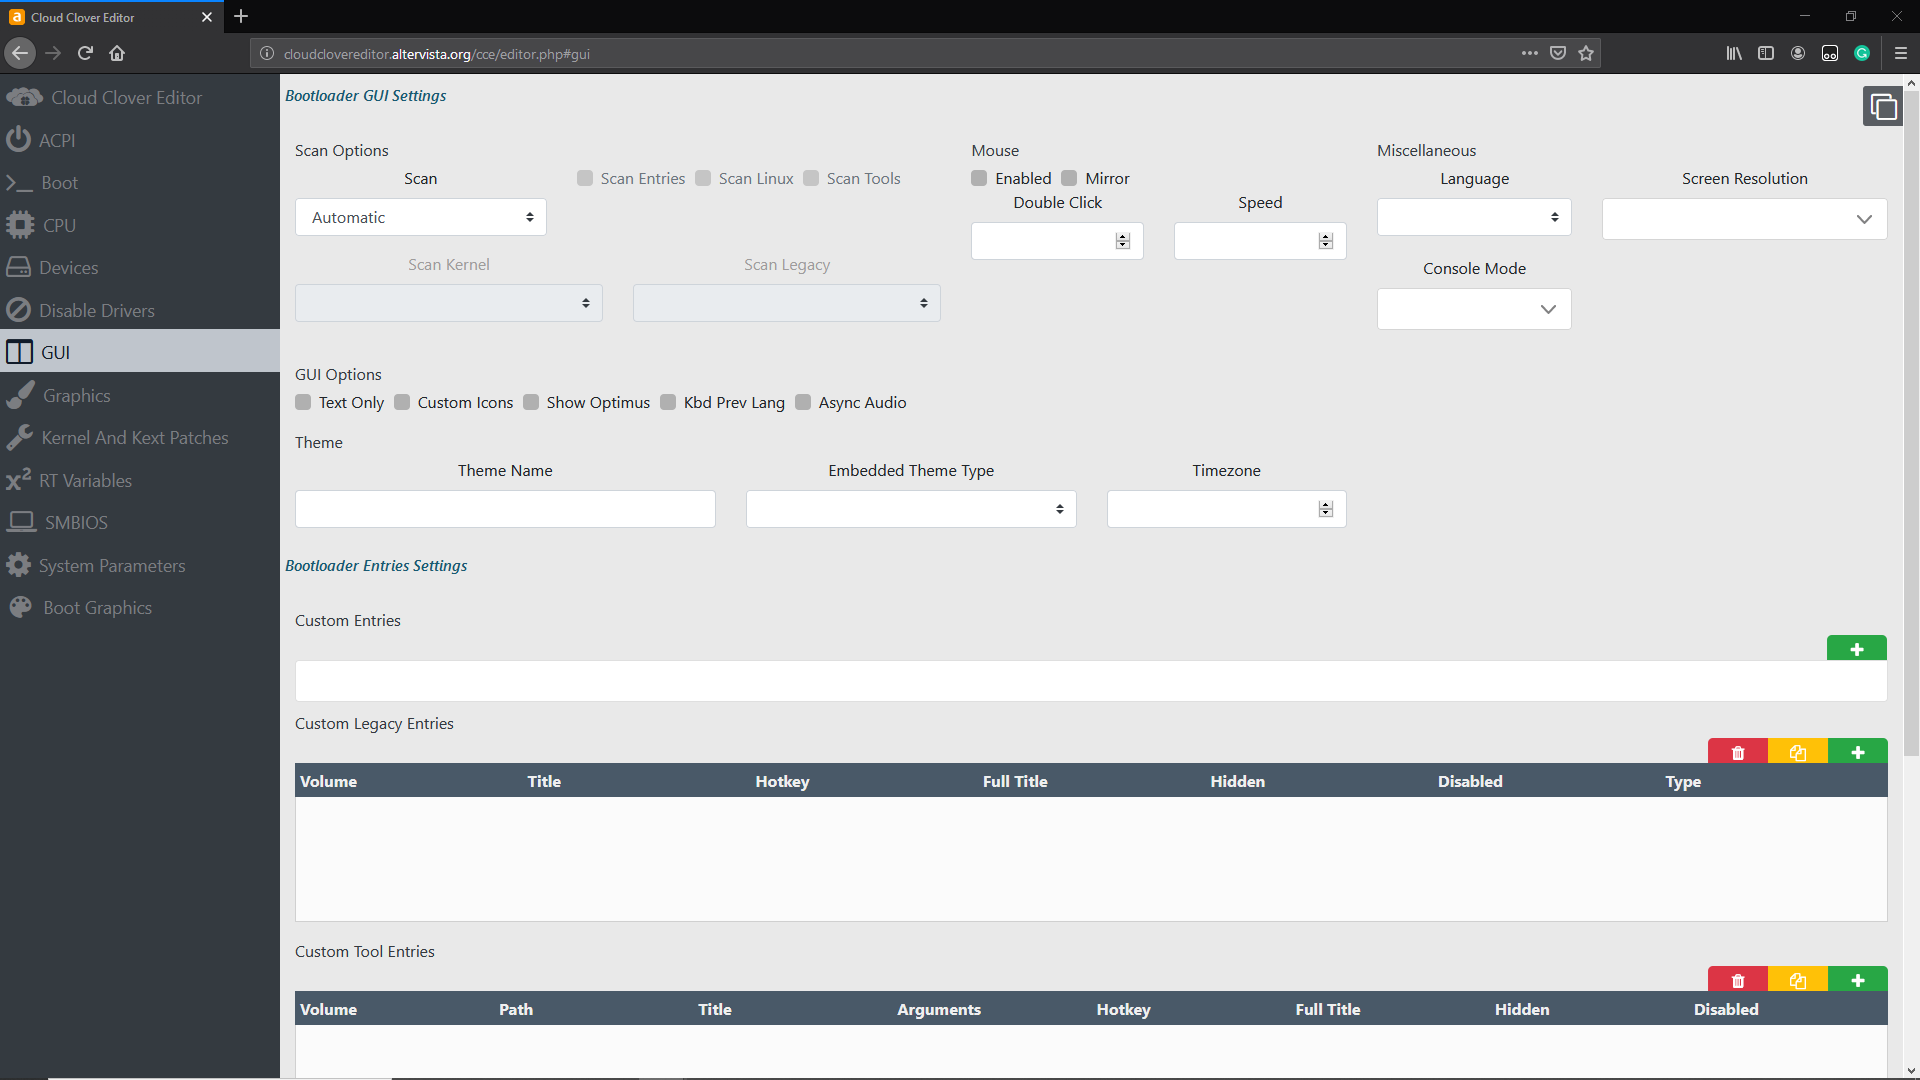 Cloud Clover Editor
cloudclovereditor.altervista.org/cce/editor.php#gui
Cloud Clover Editor
ACPI
Boot
CPU
Devices
Disable Drivers
GUI
Graphics
Kernel And Kext Patches
RT Variables
SMBIOS
System Parameters
Boot Graphics
Bootloader GUI Settings
Scan Options
Scan
Scan Entries Scan Linux Scan Tools
Automatic
Scan Kernel Scan Legacy
Mouse
Enabled Mirror
Double Click Speed
Miscellaneous
Language Screen Resolution
Console Mode
GUI Options
Text Only Custom Icons Show Optimus Kbd Prev Lang Async Audio
Theme
Theme Name Embedded Theme Type Timezone
Bootloader Entries Settings
Custom Entries
Custom Legacy Entries
Volume Title Hotkey Full Title Hidden Disabled Type
Custom Tool Entries
Volume Path Title Arguments Hotkey Full Title Hidden Disabled